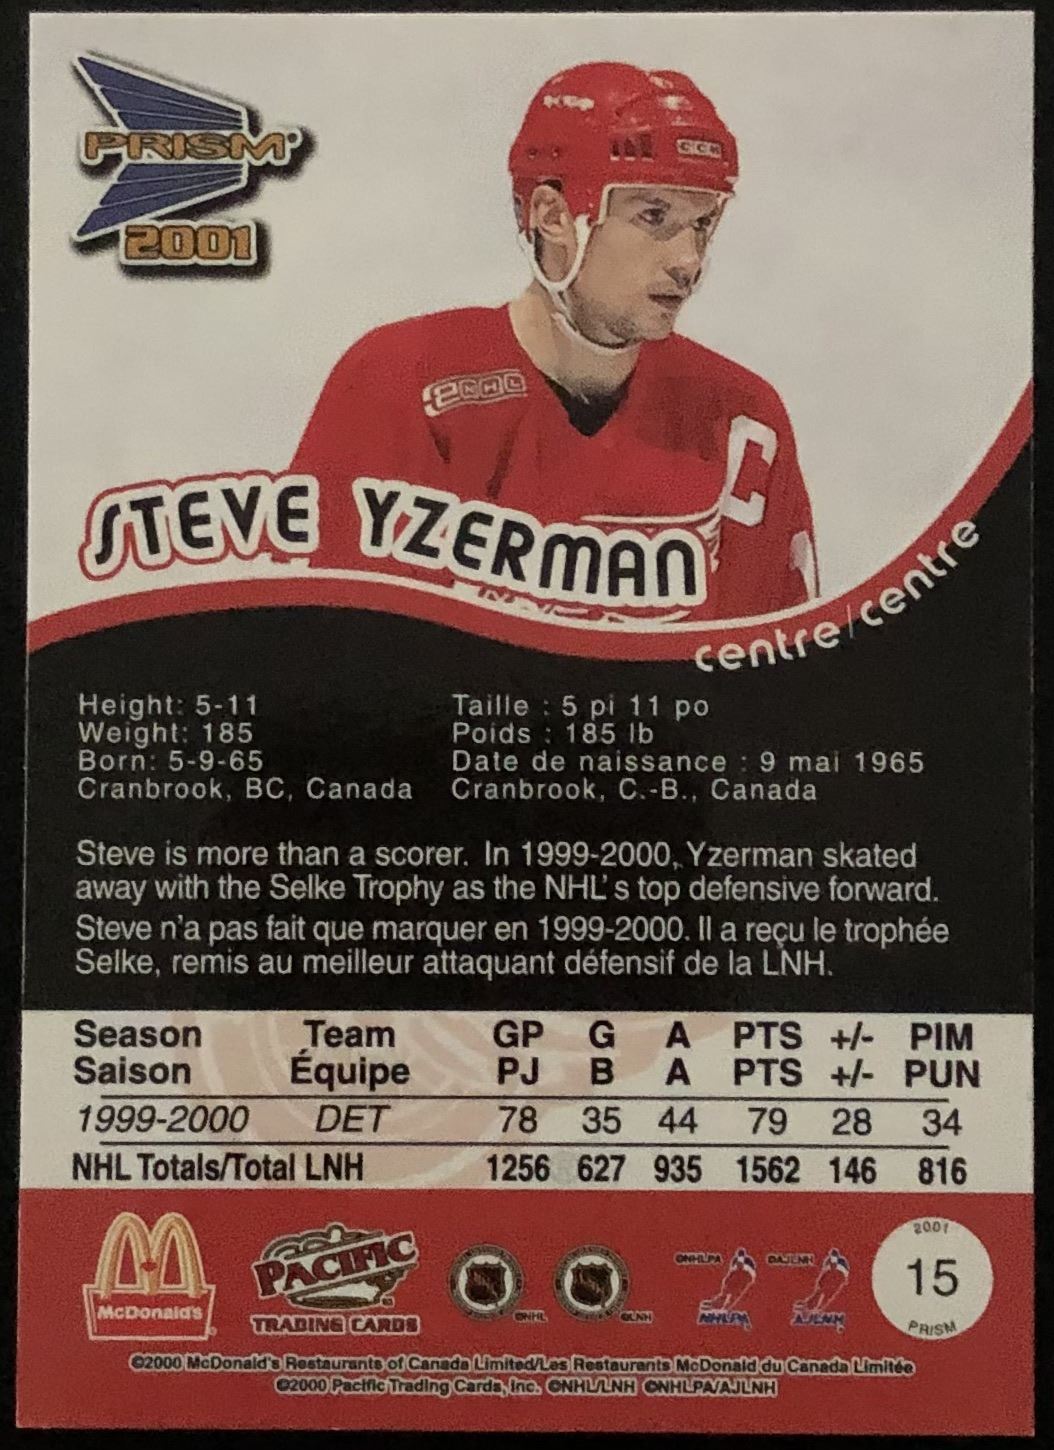 PRISM
2001
CCM
NHL
C
STEVE YZERMAN
centre/centre
Height: 5-11
Weight: 185
Born: 5-9-65
Cranbrook, BC, Canada
Taille : 5 pi 11 po
Poids : 185 lb
Date de naissance : 9 mai 1965
Cranbrook, C.-B., Canada
Steve is more than a scorer. In 1999-2000, Yzerman skated
away with the Selke Trophy as the NHL's top defensive forward.
Steve n'a pas fait que marquer en 1999-2000. Il a reçu le trophée
Selke, remis au meilleur attaquant défensif de la LNH.
Season Team GP G A PTS +/- PIM
Saison Équipe PJ B A PTS +/- PUN
1999-2000 DET 78 35 44 79 28 34
NHL Totals/Total LNH 1256 627 935 1562 146 816
McDonald's
PACIFIC
TRADING CARDS
©NHL
©LNH
©NHLPA
NHLPA
©AJLNH
AJLNH
2001
15
PRISM
©2000 McDonald's Restaurants of Canada Limited/Les Restaurants McDonald du Canada Limitée
©2000 Pacific Trading Cards, Inc. ©NHL/LNH ©NHLPA/AJLNH